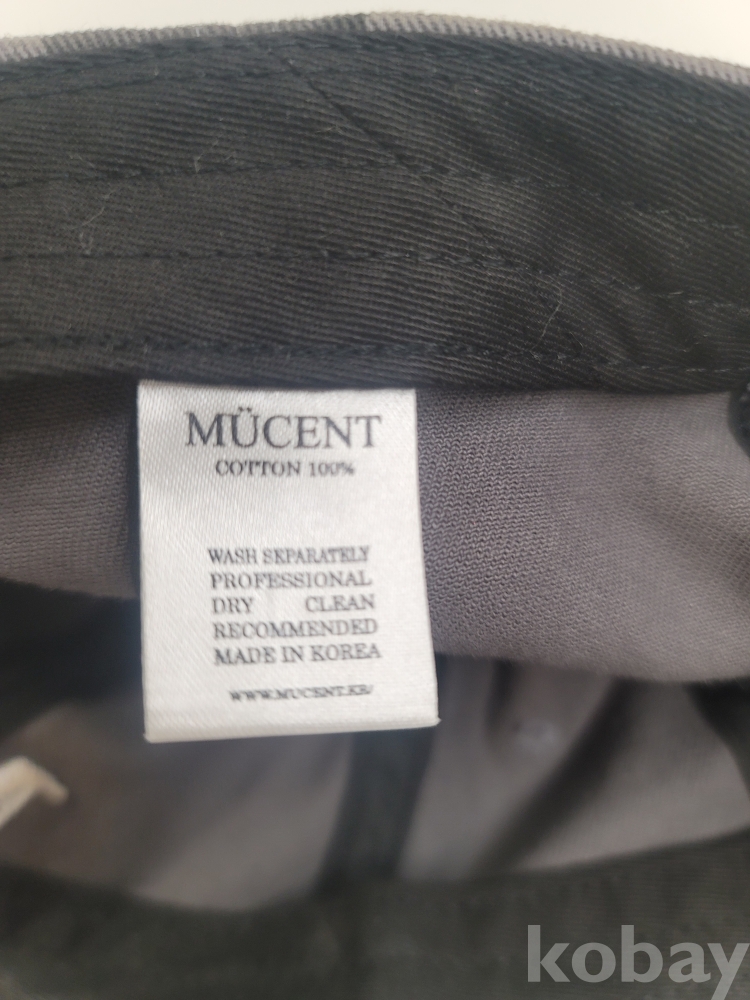 MÜCENT
COTTON 100%
WASH SEPARATELY
PROFESSIONAL
DRY CLEAN
RECOMMENDED
MADE IN KOREA
WWW.MUCENT.KR/
kobay